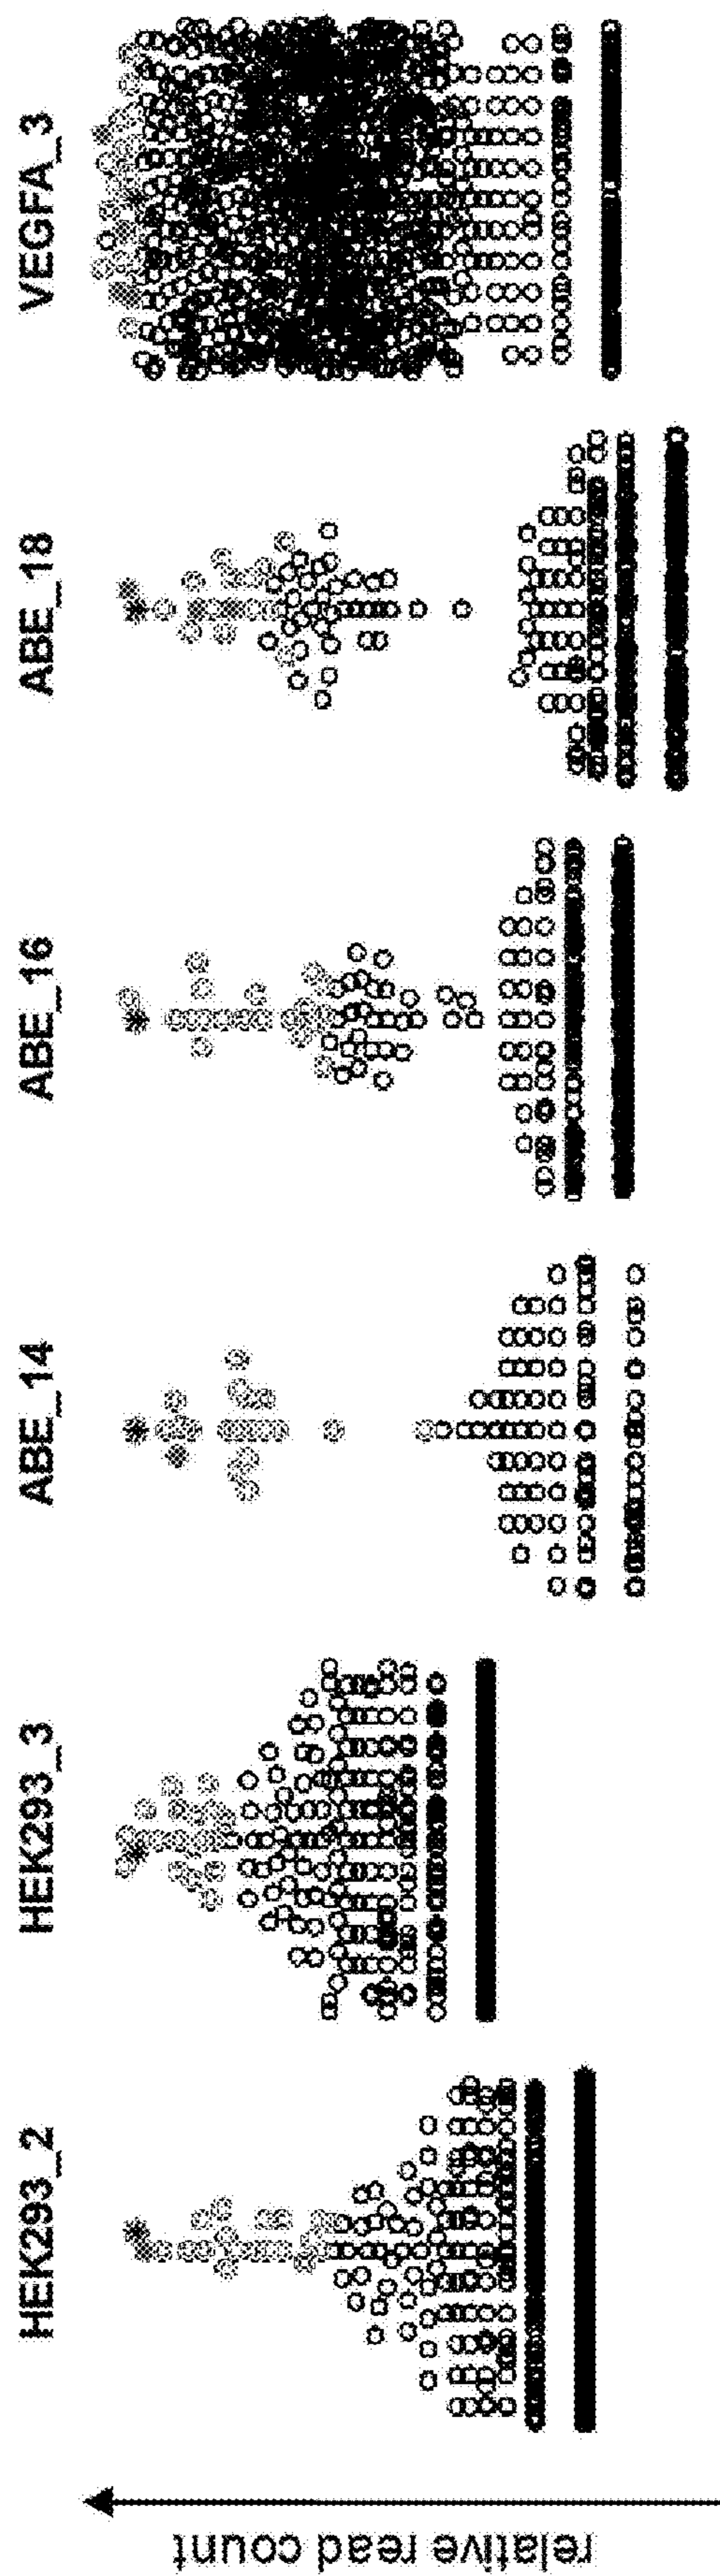 HEK293_2
HEK293_3
ABE_14
ABE_16
ABE_18
VEGFA_3
relative read count